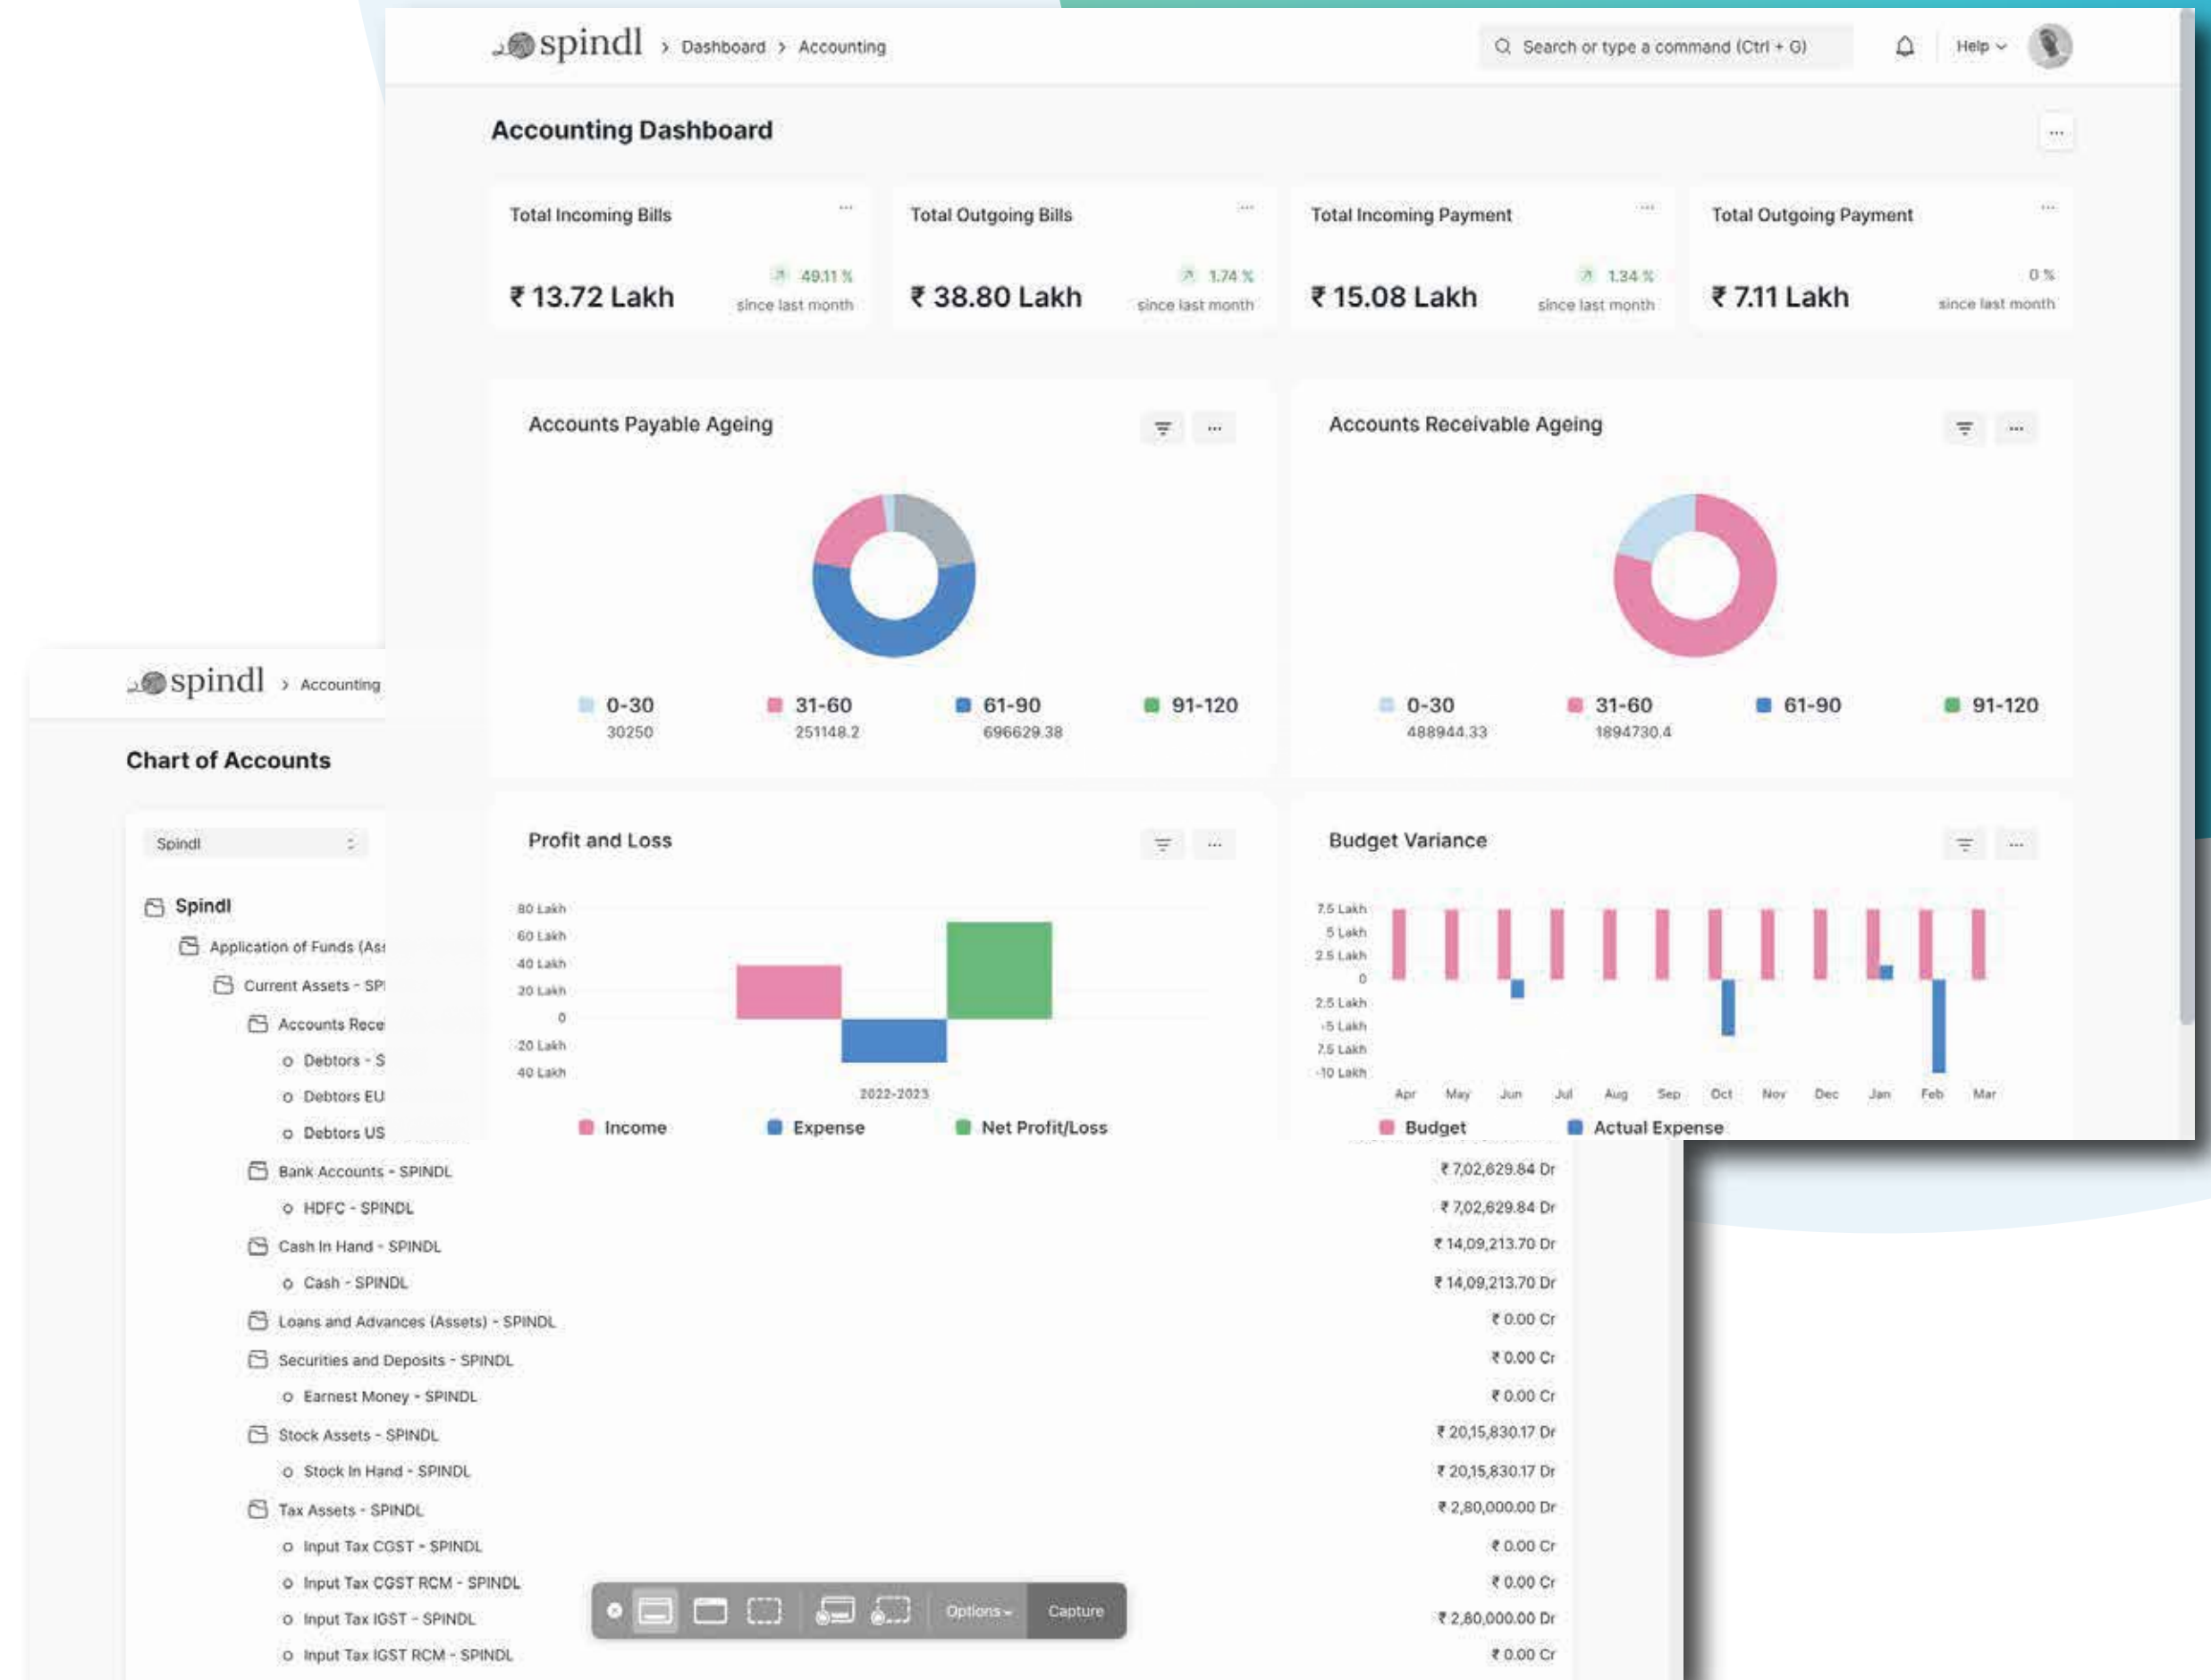 spindl > Dashboard > Accounting
Search or type a command (Ctrl + G)
Help
Accounting Dashboard
...
Total Incoming Bills ...
₹ 13.72 Lakh
49.11 %
since last month
Total Outgoing Bills ...
₹ 38.80 Lakh
1.74 %
since last month
Total Incoming Payment ...
₹ 15.08 Lakh
1.34 %
since last month
Total Outgoing Payment ...
₹ 7.11 Lakh
0 %
since last month
Accounts Payable Ageing ...
0-30 31-60 61-90 91-120
30250 251148.2 696629.38
Accounts Receivable Ageing ...
0-30 31-60 61-90 91-120
488944.33 1894730.4
Profit and Loss ...
80 Lakh
60 Lakh
40 Lakh
20 Lakh
0
-20 Lakh
40 Lakh
2022-2023
Income Expense Net Profit/Loss
Budget Variance ...
7.5 Lakh
5 Lakh
2.5 Lakh
0
2.5 Lakh
-5 Lakh
7.5 Lakh
-10 Lakh
Apr May Jun Jul Aug Sep Oct Nov Dec Jan Feb Mar
Budget Actual Expense
spindl > Accounting
Chart of Accounts
Spindl
Spindl
Application of Funds (Ass
Current Assets - SPI
Accounts Rece
Debtors - S
Debtors EU
Debtors US
Bank Accounts - SPINDL ₹ 7,02,629.84 Dr
HDFC - SPINDL ₹ 7,02,629.84 Dr
Cash In Hand - SPINDL ₹ 14,09,213.70 Dr
Cash - SPINDL ₹ 14,09,213.70 Dr
Loans and Advances (Assets) - SPINDL ₹ 0.00 Cr
Securities and Deposits - SPINDL ₹ 0.00 Cr
Earnest Money - SPINDL ₹ 0.00 Cr
Stock Assets - SPINDL ₹ 20,15,830.17 Dr
Stock In Hand - SPINDL ₹ 20,15,830.17 Dr
Tax Assets - SPINDL ₹ 2,80,000.00 Dr
Input Tax CGST - SPINDL ₹ 0.00 Cr
Input Tax CGST RCM - SPINDL ₹ 0.00 Cr
Input Tax IGST - SPINDL ₹ 2,80,000.00 Dr
Input Tax IGST RCM - SPINDL ₹ 0.00 Cr
Options Capture